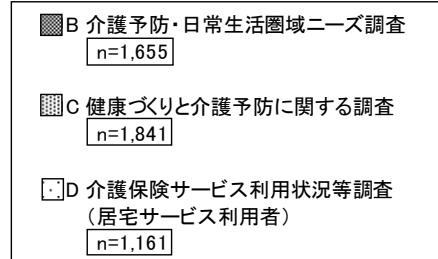 B 介護予防・日常生活圏域ニーズ調査
n=1,655
C 健康づくりと介護予防に関する調査
n=1,841
D 介護保険サービス利用状況等調査
（居宅サービス利用者）
n=1,161